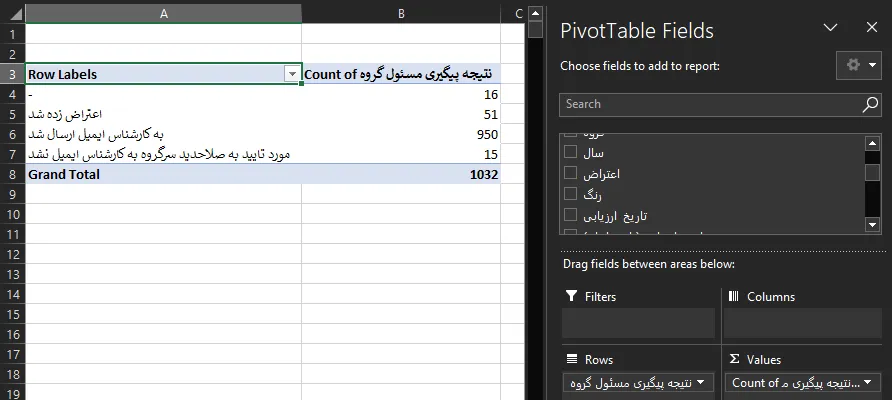 A B C
1
2
3 Row Labels Count of نتیجه پیگیری مسئول گروه
4 - 16
5 اعتراض زده شد 51
6 به کارشناس ایمیل ارسال شد 950
7 مورد تایید به صلاحدید سرگروه به کارشناس ایمیل نشد 15
8 Grand Total 1032
9
10
11
12
13
14
15
16
17
18
19
PivotTable Fields
Choose fields to add to report:
Search
گروه
سال
اعتراض
رنگ
تاریخ ارزیابی
Drag fields between areas below:
Filters Columns
Rows Σ Values
نتیجه پیگیری مسئول گروه Count of نتیجه پیگیری م...